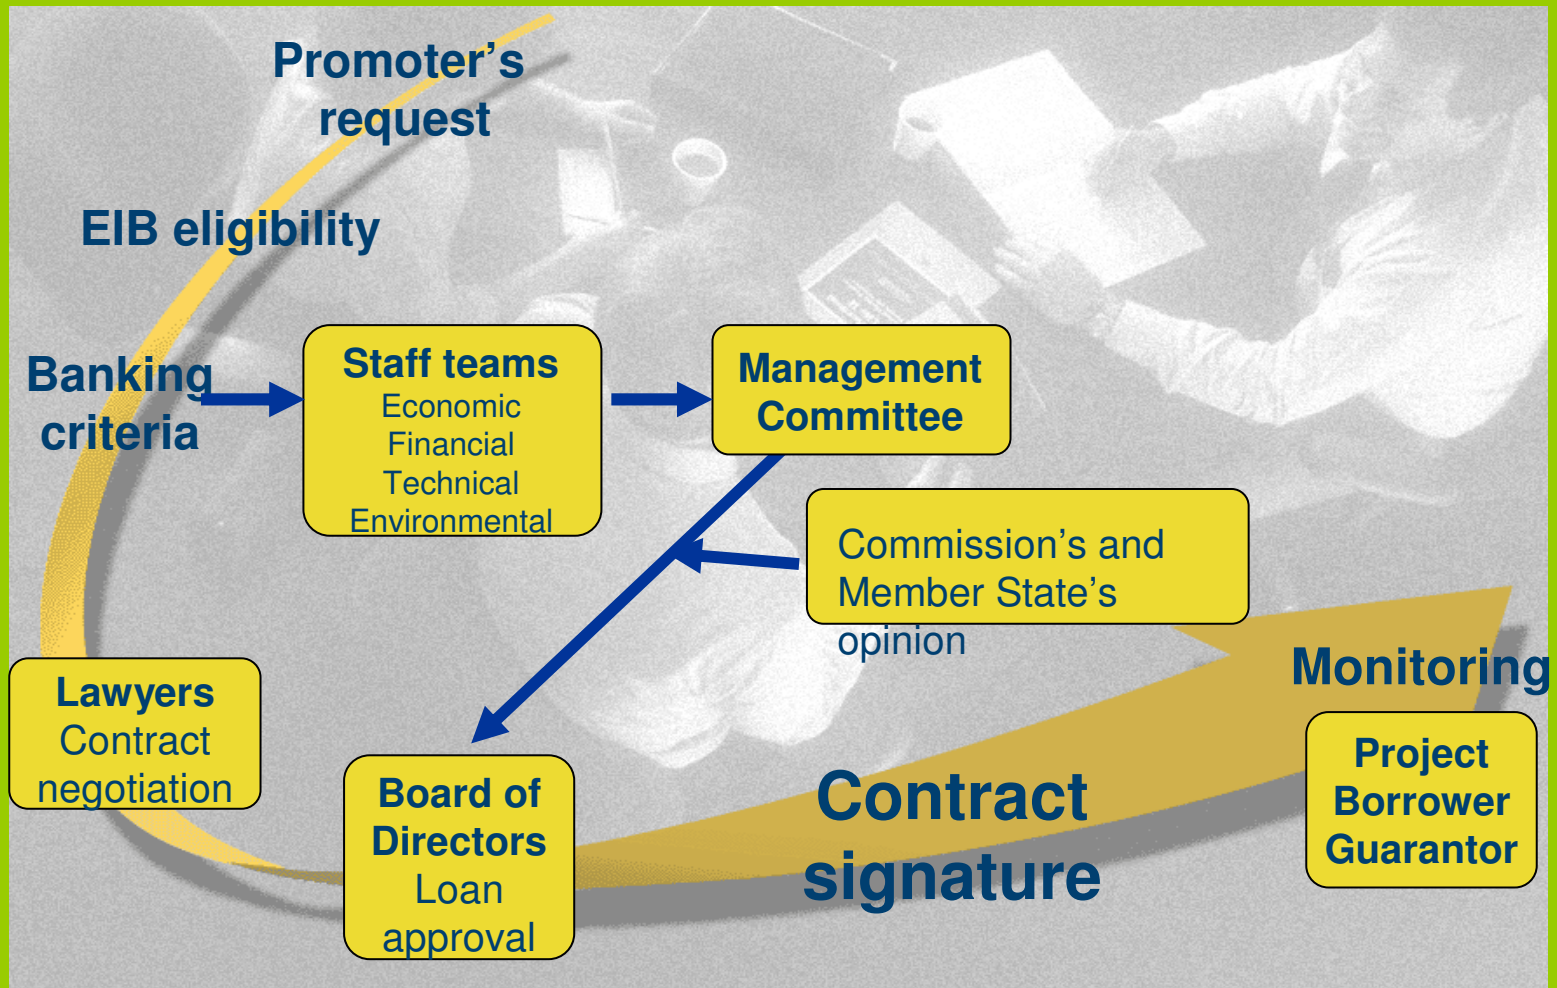 Promoter's
request
EIB eligibility
Banking
criteria
Staff teams
Economic
Financial
Technical
Environmental
Management
Committee
Commission's and
Member State's
opinion
Lawyers
Contract
negotiation
Board of
Directors
Loan
approval
Contract
signature
Monitoring
Project
Borrower
Guarantor